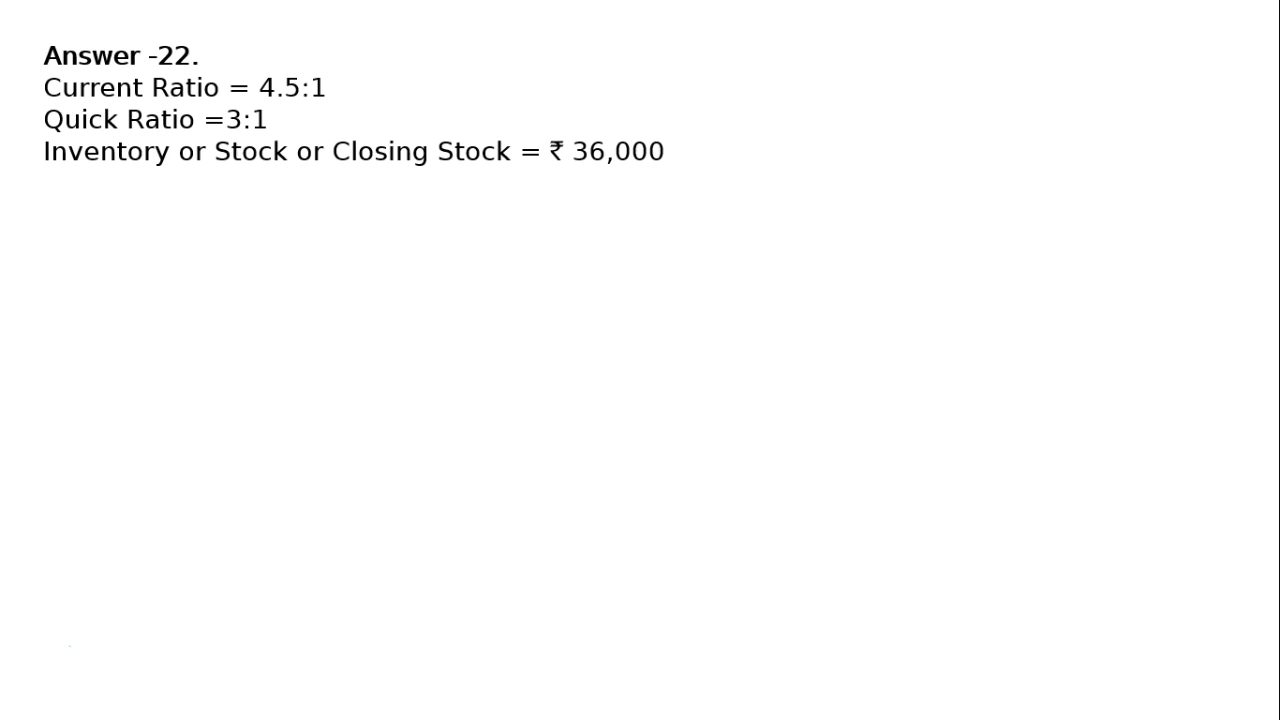 Answer -22.
Current Ratio = 4.5:1
Quick Ratio =3:1
Inventory or Stock or Closing Stock = ₹ 36,000